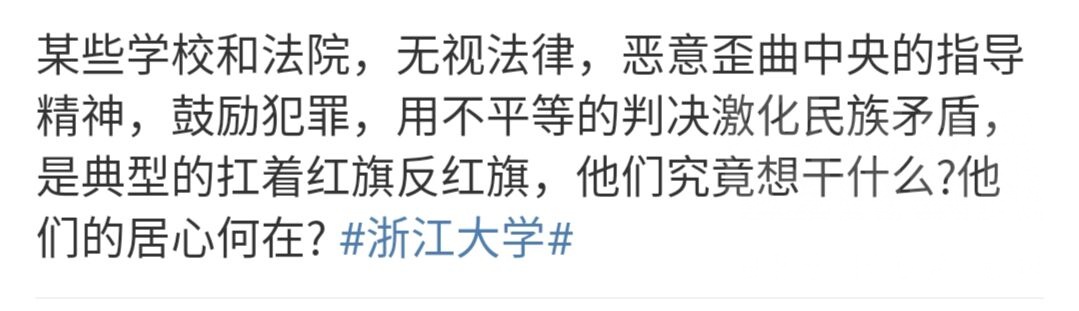 某些学校和法院，无视法律，恶意歪曲中央的指导
精神，鼓励犯罪，用不平等的判决激化民族矛盾，
是典型的扛着红旗反红旗，他们究竟想干什么?他
们的居心何在? #浙江大学#